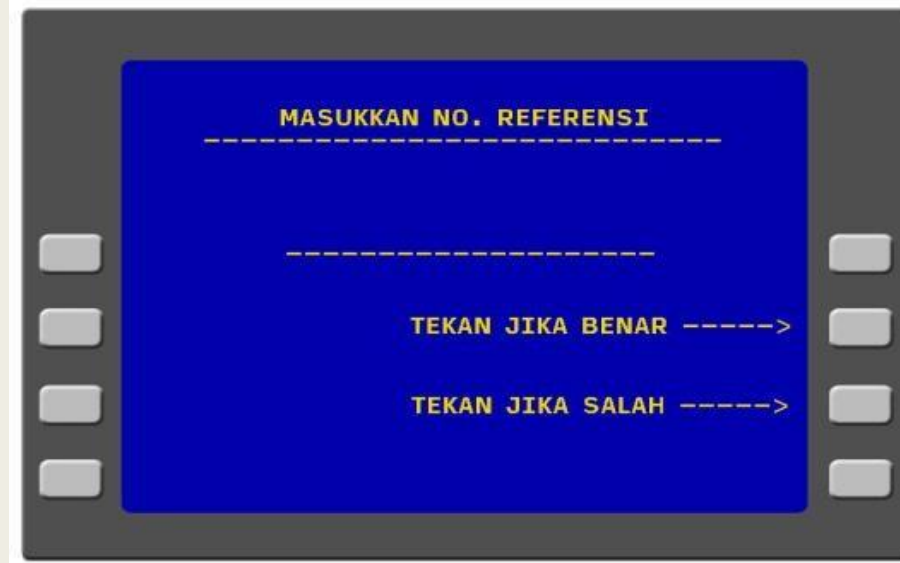 MASUKKAN NO. REFERENSI
----------------------------
--------------------
TEKAN JIKA BENAR ----->
TEKAN JIKA SALAH ----->